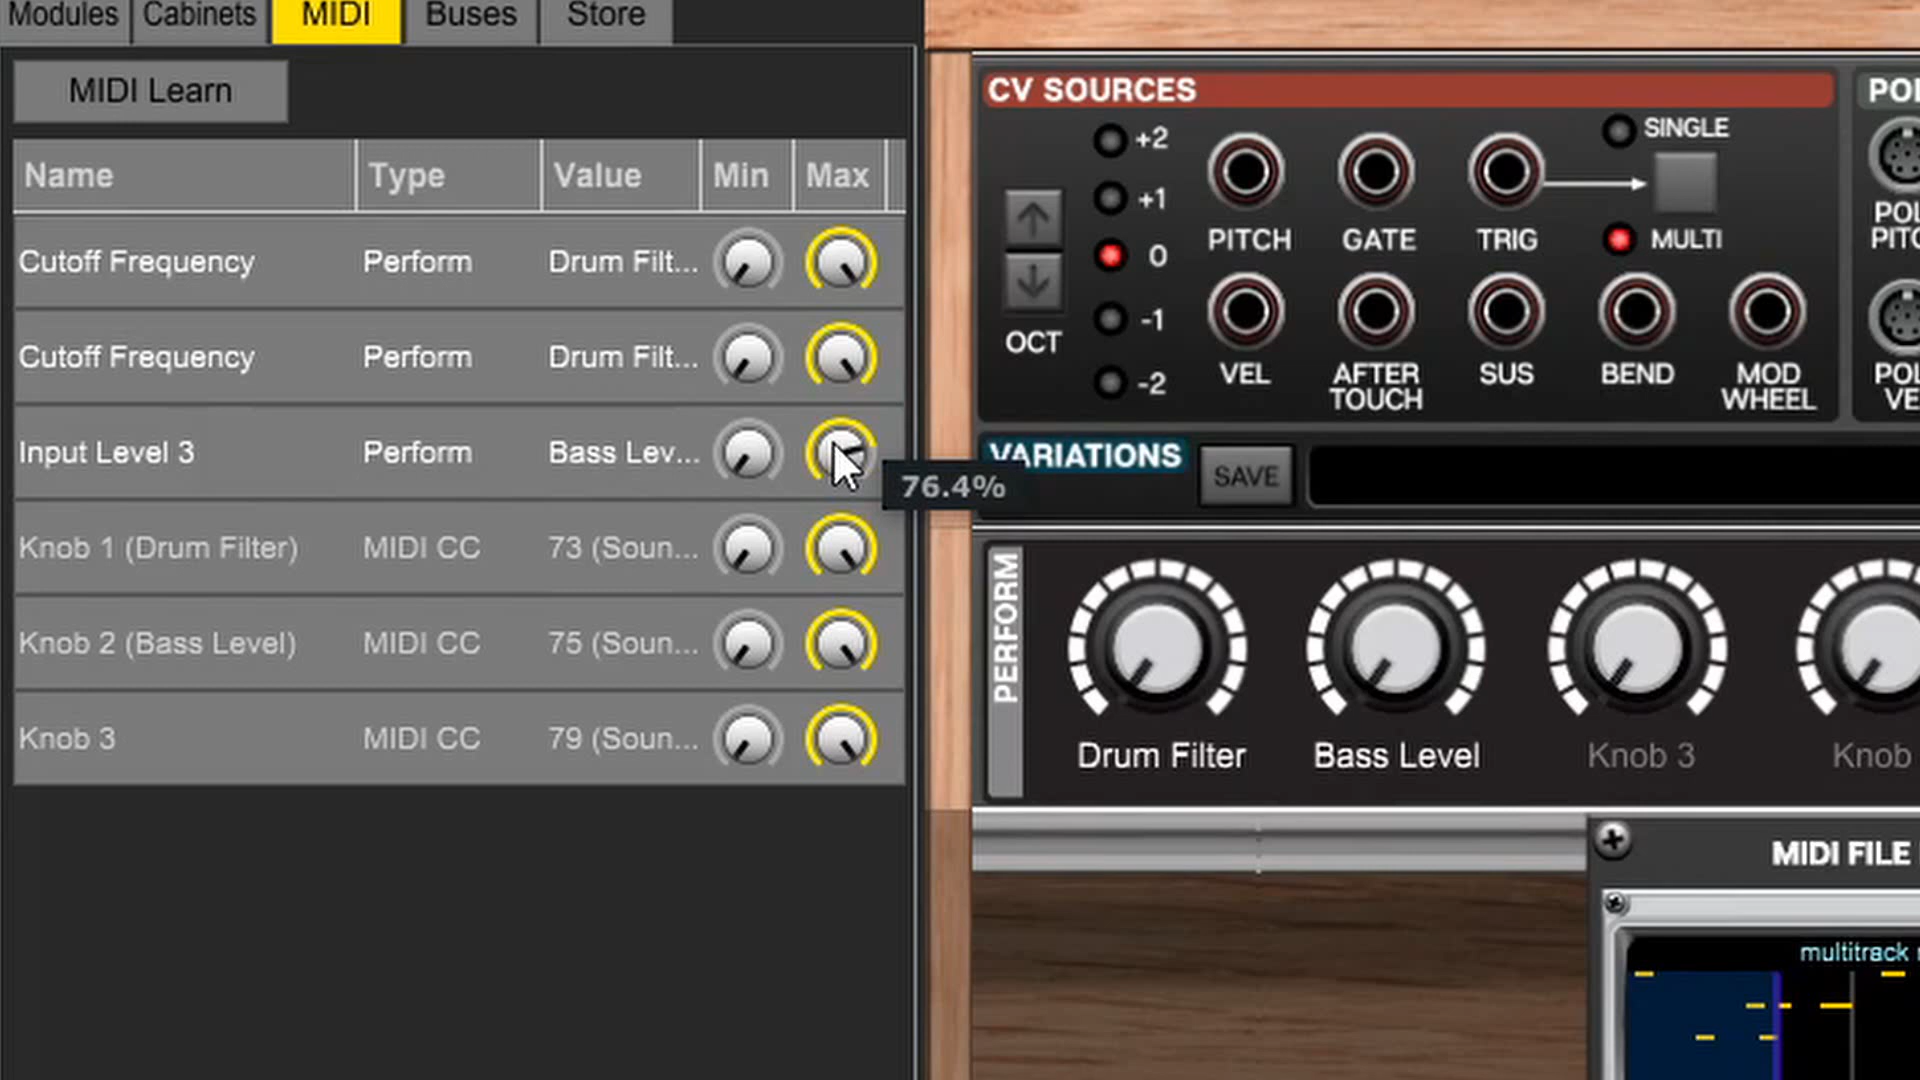 Modules Cabinets MIDI Buses Store
MIDI Learn
Name Type Value Min Max
Cutoff Frequency Perform Drum Filt...
Cutoff Frequency Perform Drum Filt...
Input Level 3 Perform Bass Lev...
76.4%
Knob 1 (Drum Filter) MIDI CC 73 (Soun...
Knob 2 (Bass Level) MIDI CC 75 (Soun...
Knob 3 MIDI CC 79 (Soun...
CV SOURCES
+2
+1
0
-1
-2
OCT
PITCH GATE TRIG
SINGLE
MULTI
VEL AFTER TOUCH SUS BEND MOD WHEEL
VARIATIONS SAVE
PERFORM
Drum Filter Bass Level Knob 3 Knob
MIDI FILE
multitrack